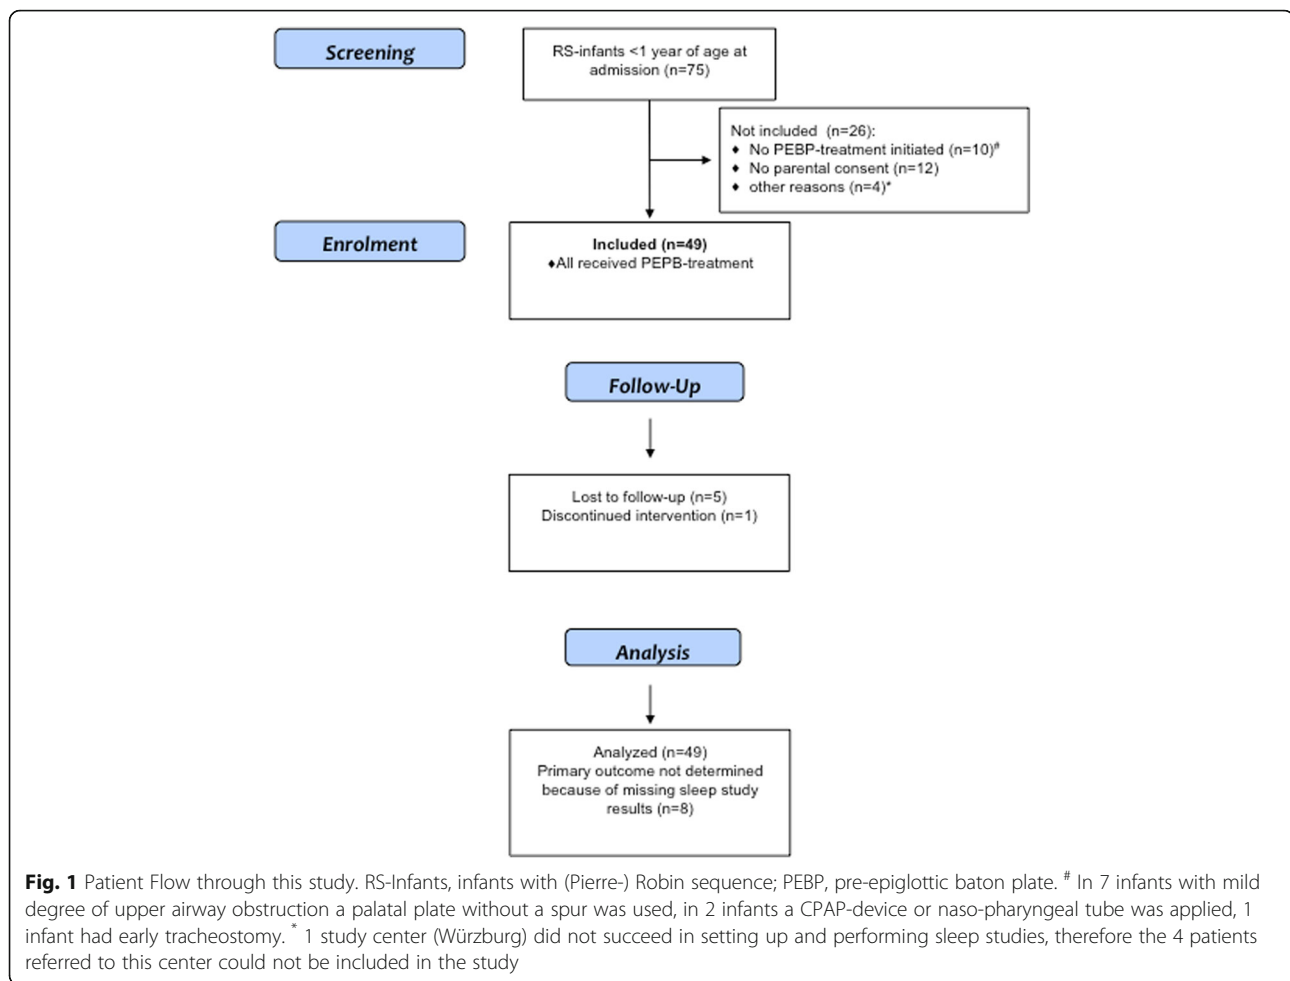 Screening
RS-infants <1 year of age at
admission (n=75)
Not included (n=26):
♦ No PEBP-treatment initiated (n=10)#
♦ No parental consent (n=12)
♦ other reasons (n=4)*
Enrolment
Included (n=49)
♦All received PEPB-treatment
Follow-Up
Lost to follow-up (n=5)
Discontinued intervention (n=1)
Analysis
Analyzed (n=49)
Primary outcome not determined
because of missing sleep study
results (n=8)
Fig. 1 Patient Flow through this study. RS-Infants, infants with (Pierre-) Robin sequence; PEBP, pre-epiglottic baton plate. # In 7 infants with mild
degree of upper airway obstruction a palatal plate without a spur was used, in 2 infants a CPAP-device or naso-pharyngeal tube was applied, 1
infant had early tracheostomy. * 1 study center (Würzburg) did not succeed in setting up and performing sleep studies, therefore the 4 patients
referred to this center could not be included in the study